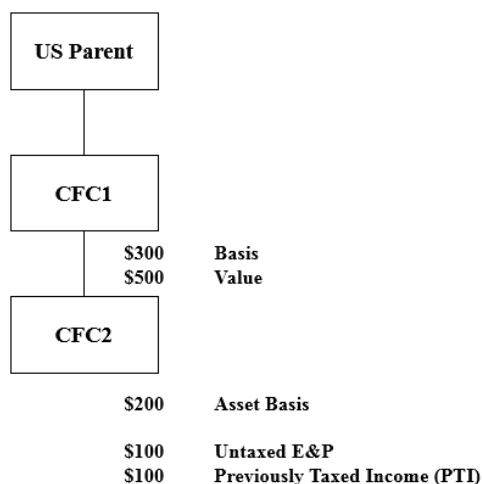 US Parent
CFC1
$300 Basis
$500 Value
CFC2
$200 Asset Basis
$100 Untaxed E&P
$100 Previously Taxed Income (PTI)